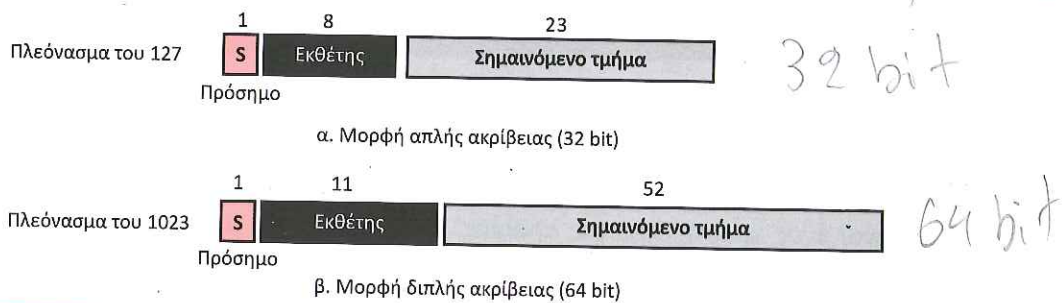 1 8 23
Πλεόνασμα του 127 S Εκθέτης Σημαινόμενο τμήμα 32 bit
Πρόσημο
α. Μορφή απλής ακρίβειας (32 bit)
1 11 52
Πλεόνασμα του 1023 S Εκθέτης Σημαινόμενο τμήμα 64 bit
Πρόσημο
β. Μορφή διπλής ακρίβειας (64 bit)